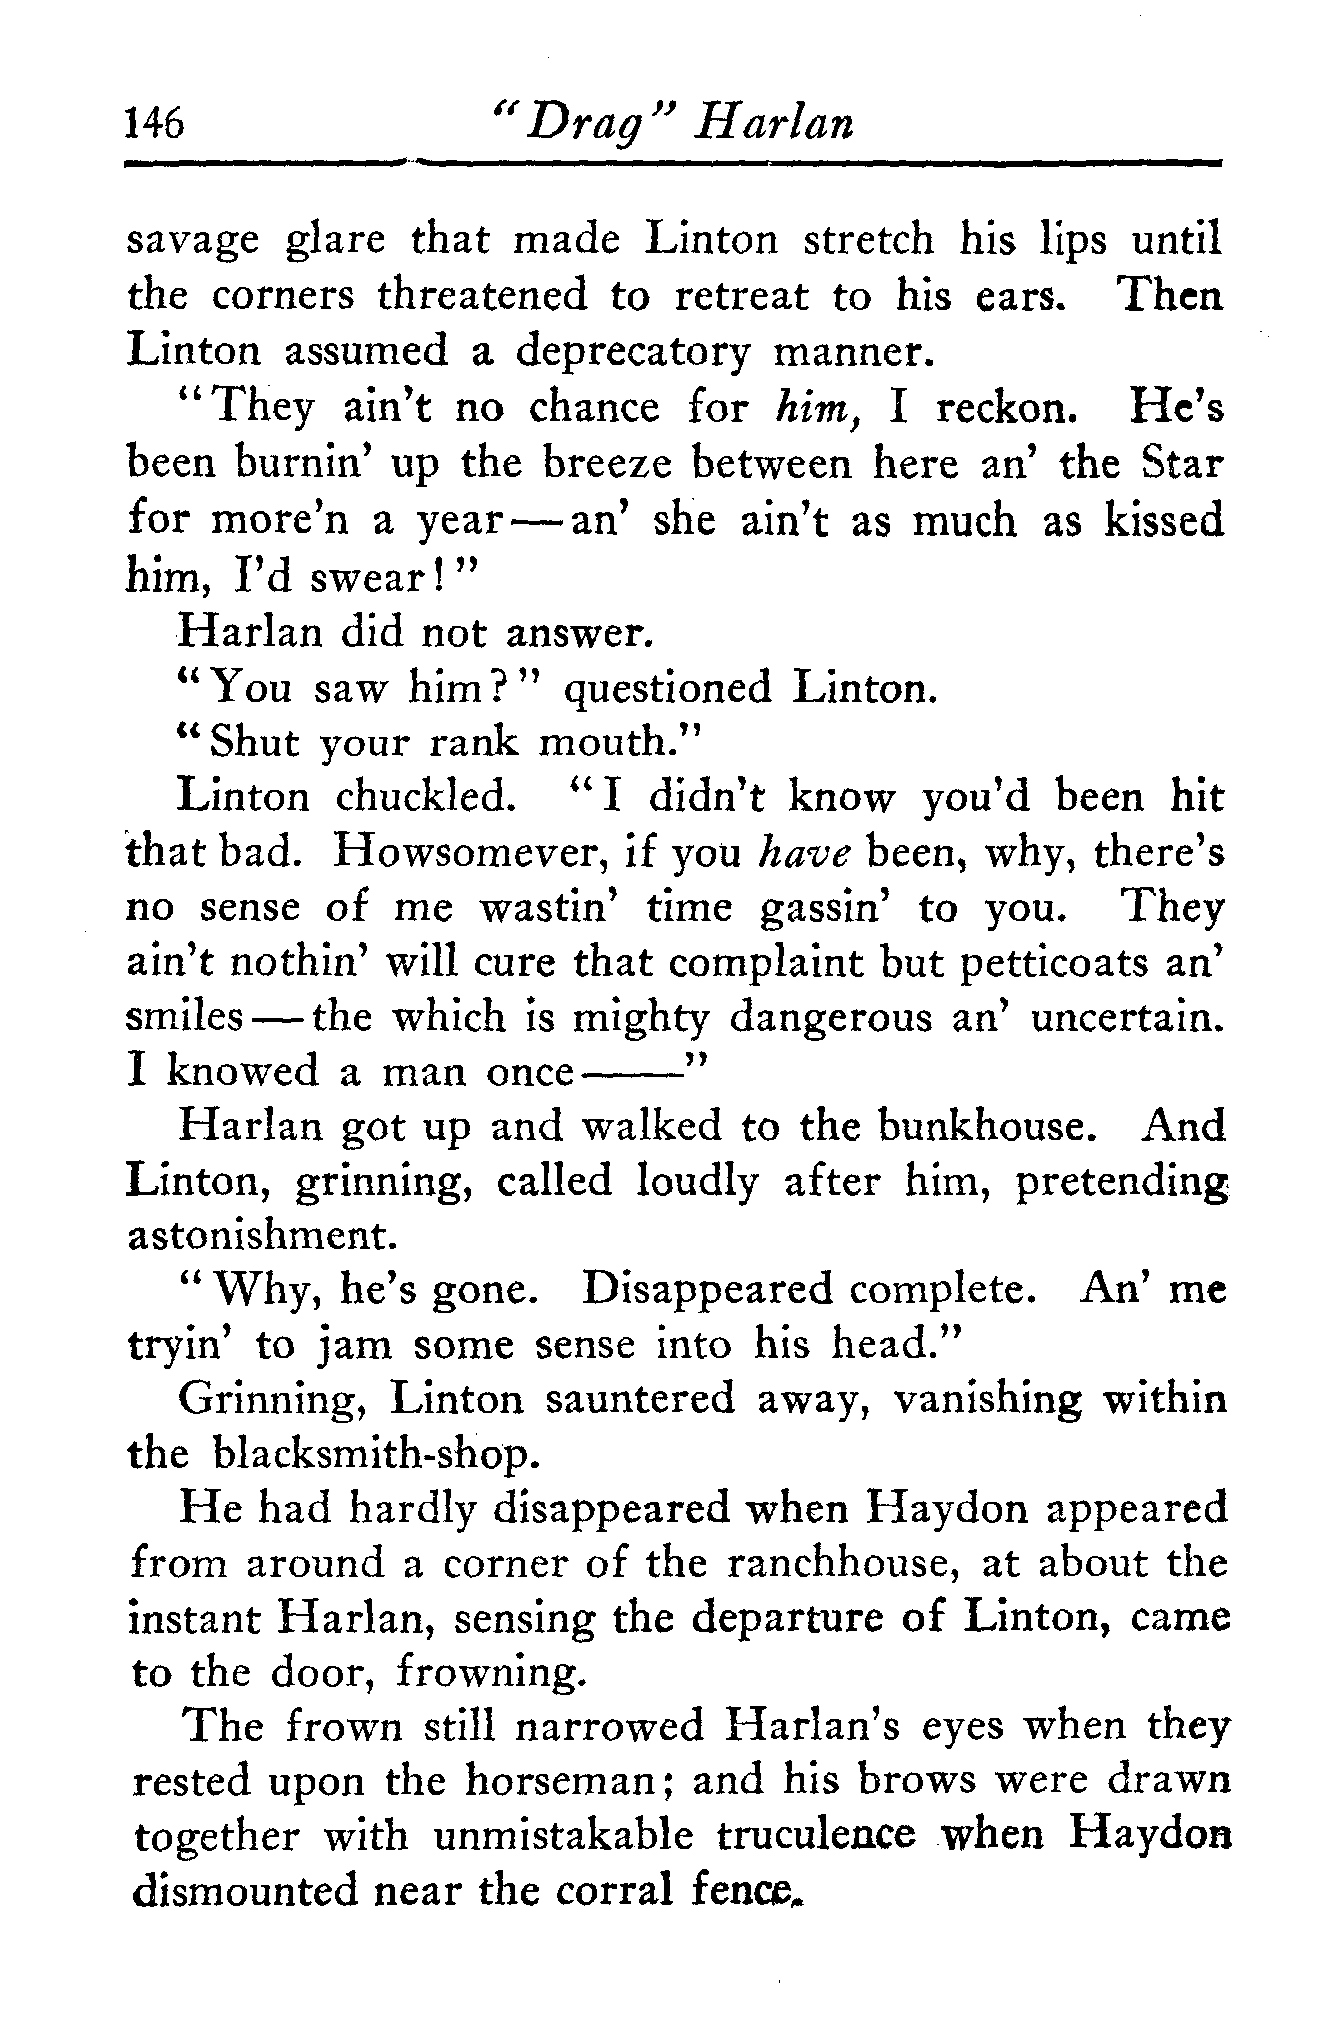 146 "Drag" Harlan
savage glare that made Linton stretch his lips until
the corners threatened to retreat to his ears. Then
Linton assumed a deprecatory manner.
"They ain't no chance for him, I reckon. He's
been burnin' up the breeze between here an' the Star
for more'n a year—an' she ain't as much as kissed
him, I'd swear!"
Harlan did not answer.
"You saw him?" questioned Linton.
"Shut your rank mouth."
Linton chuckled. "I didn't know you'd been hit
that bad. Howsomever, if you have been, why, there's
no sense of me wastin' time gassin' to you. They
ain't nothin' will cure that complaint but petticoats an'
smiles—the which is mighty dangerous an' uncertain.
I knowed a man once——"
Harlan got up and walked to the bunkhouse. And
Linton, grinning, called loudly after him, pretending
astonishment.
"Why, he's gone. Disappeared complete. An' me
tryin' to jam some sense into his head."
Grinning, Linton sauntered away, vanishing within
the blacksmith-shop.
He had hardly disappeared when Haydon appeared
from around a corner of the ranchhouse, at about the
instant Harlan, sensing the departure of Linton, came
to the door, frowning.
The frown still narrowed Harlan's eyes when they
rested upon the horseman; and his brows were drawn
together with unmistakable truculence when Haydon
dismounted near the corral fence.